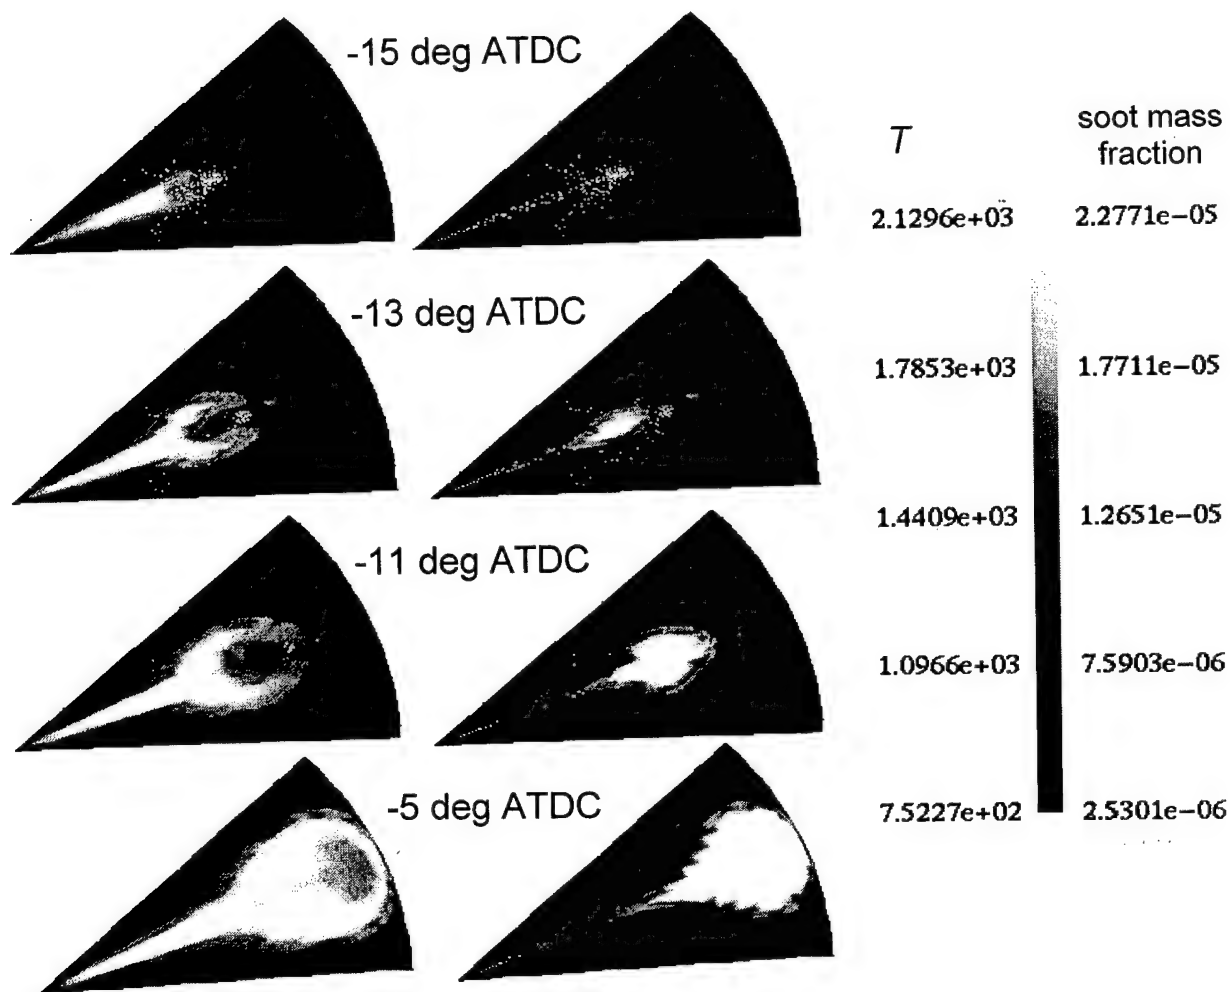 -15 deg ATDC
T
soot mass
fraction
2.1296e+03 2.2771e-05
-13 deg ATDC
1.7853e+03 1.7711e-05
1.4409e+03 1.2651e-05
-11 deg ATDC
1.0966e+03 7.5903e-06
-5 deg ATDC
7.5227e+02 2.5301e-06